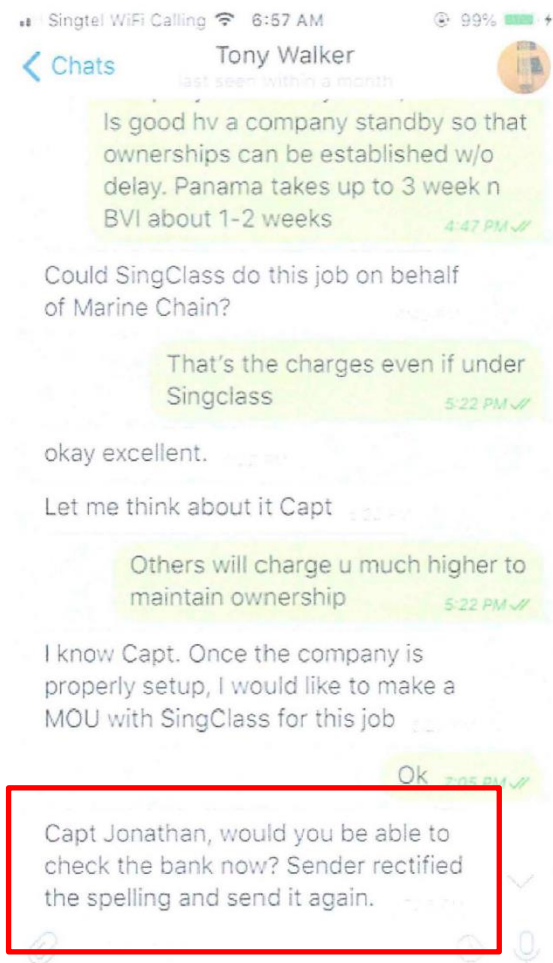 Singtel WiFi Calling 6:57 AM 99%
Chats
Tony Walker
last seen within a month
Is good hv a company standby so that
ownerships can be established w/o
delay. Panama takes up to 3 week n
BVI about 1-2 weeks
4:47 PM
Could SingClass do this job on behalf
of Marine Chain?
That's the charges even if under
Singclass
5:22 PM
okay excellent.
Let me think about it Capt
Others will charge u much higher to
maintain ownership
5:22 PM
I know Capt. Once the company is
properly setup, I would like to make a
MOU with SingClass for this job
Ok 7:05 PM
Capt Jonathan, would you be able to
check the bank now? Sender rectified
the spelling and send it again.